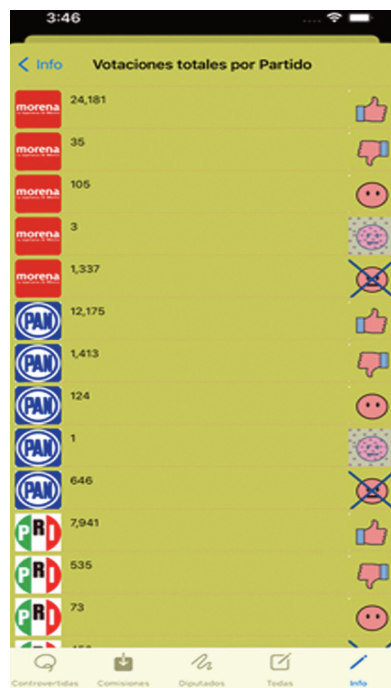 3:46
Info
Votaciones totales por Partido
morena 24,181
morena 35
morena 105
morena 3
morena 1,337
PAN 12,175
PAN 1,413
PAN 124
PAN 1
PAN 646
PRI 7,941
PRI 535
PRI 73
Controvertidas Comisiones Diputados Todas Info